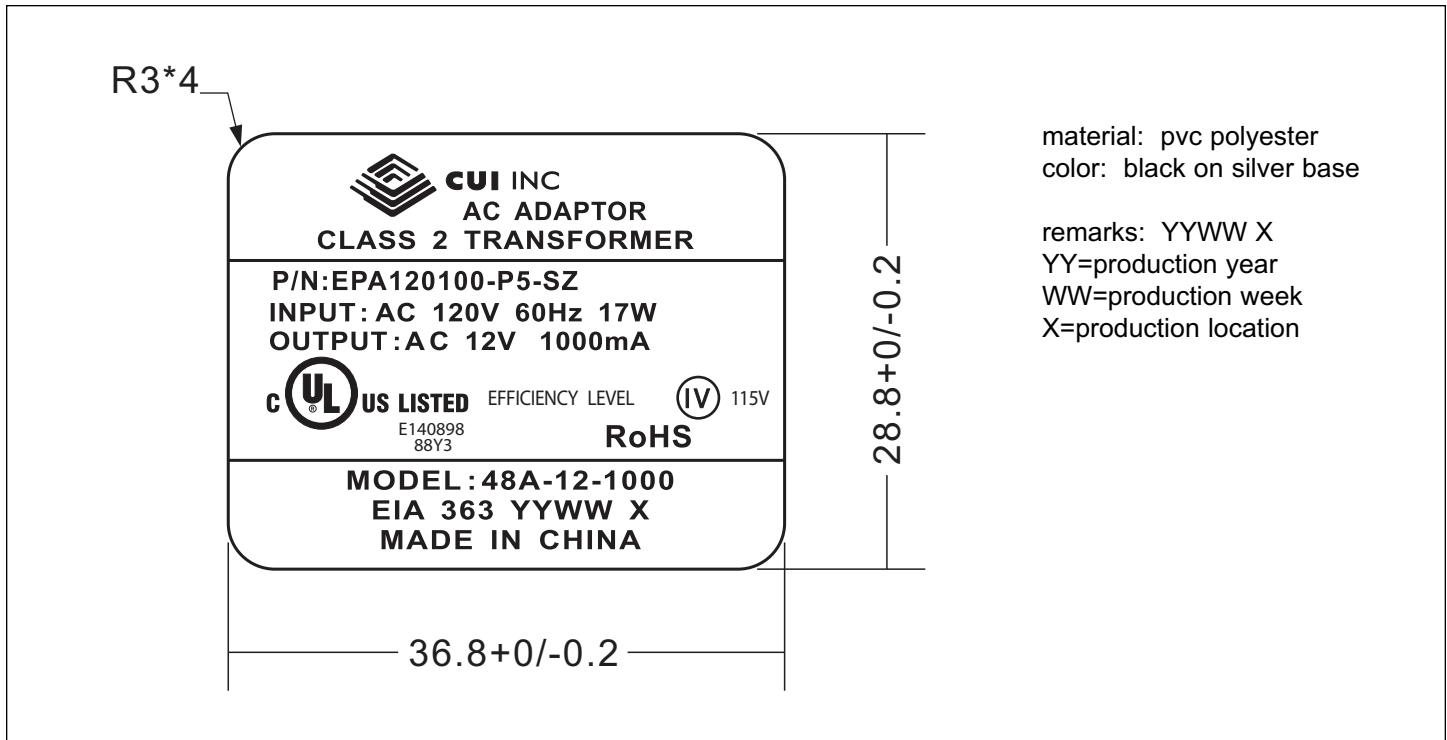 R3*4
CUI INC
AC ADAPTOR
CLASS 2 TRANSFORMER
P/N:EPA120100-P5-SZ
INPUT: AC 120V 60Hz 17W
OUTPUT:AC 12V 1000mA
C UL ® US LISTED EFFICIENCY LEVEL IV 115V
E140898
88Y3
RoHS
MODEL:48A-12-1000
EIA 363 YYWW X
MADE IN CHINA
28.8+0/-0.2
36.8+0/-0.2
material: pvc polyester
color: black on silver base
remarks: YYWW X
YY=production year
WW=production week
X=production location